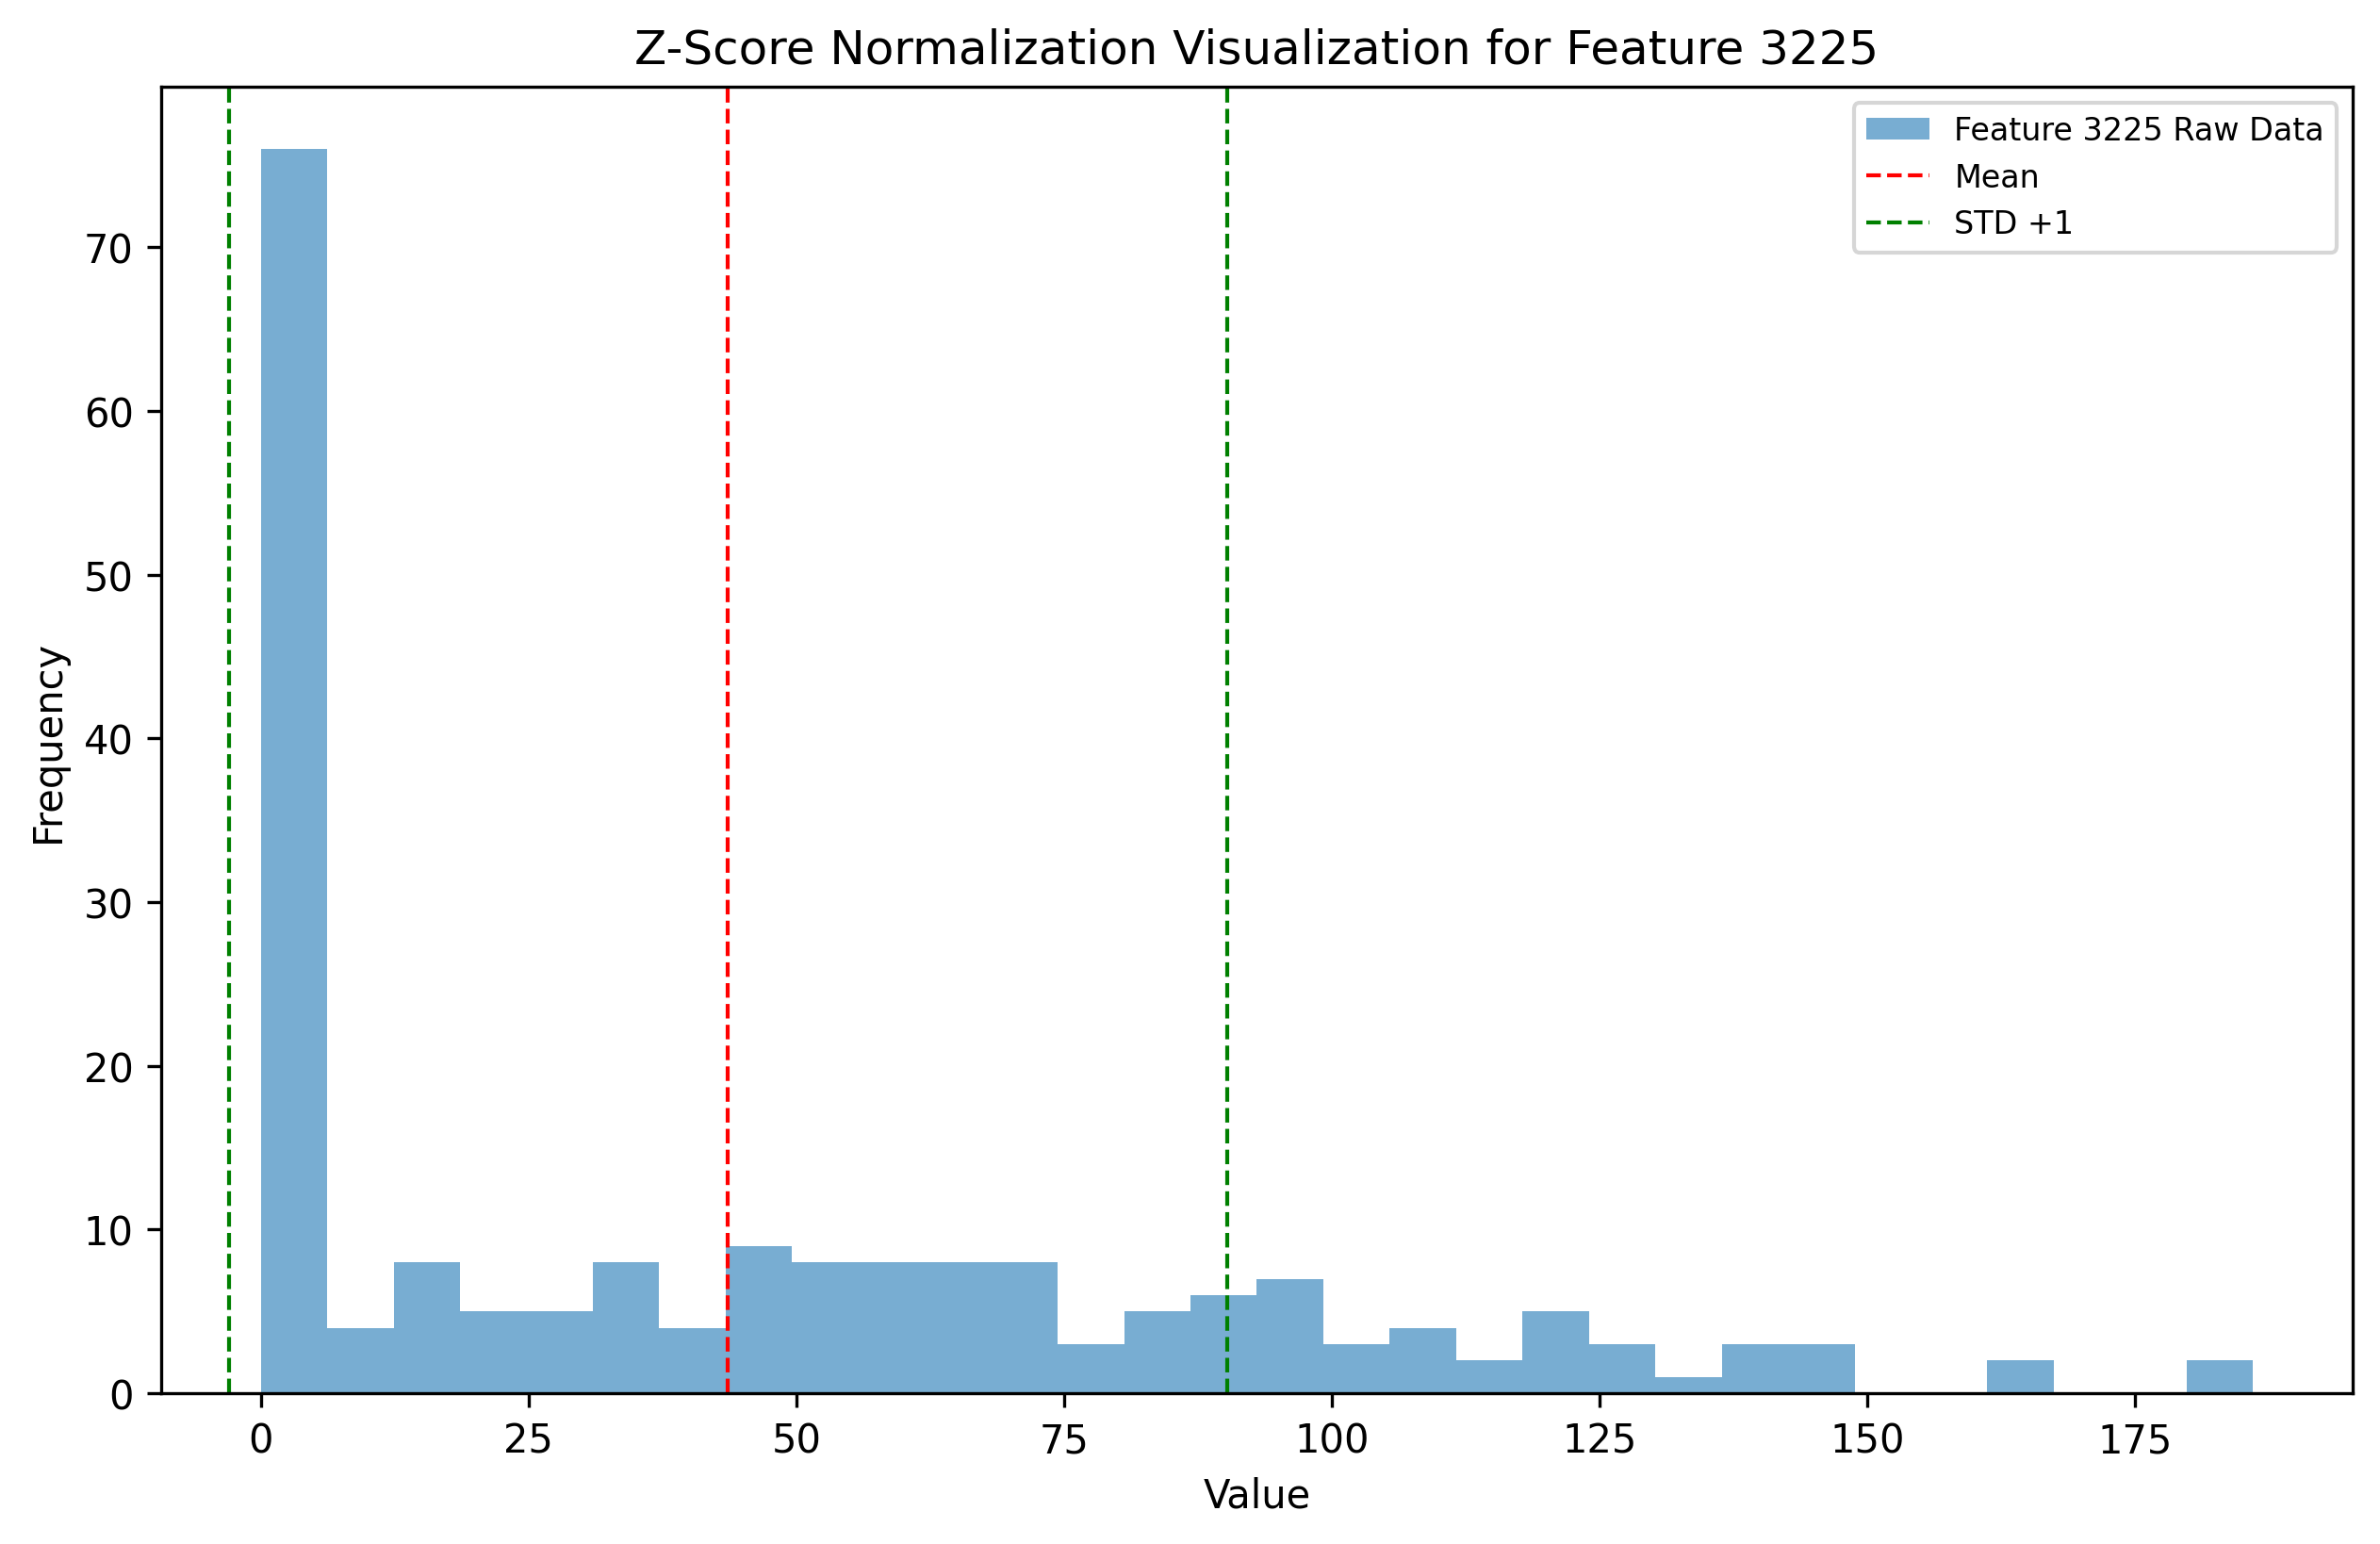 Z-Score Normalization Visualization for Feature 3225
Feature 3225 Raw Data
Mean
STD +1
Frequency
70
60
50
40
30
20
10
0
0 25 50 75 100 125 150 175
Value